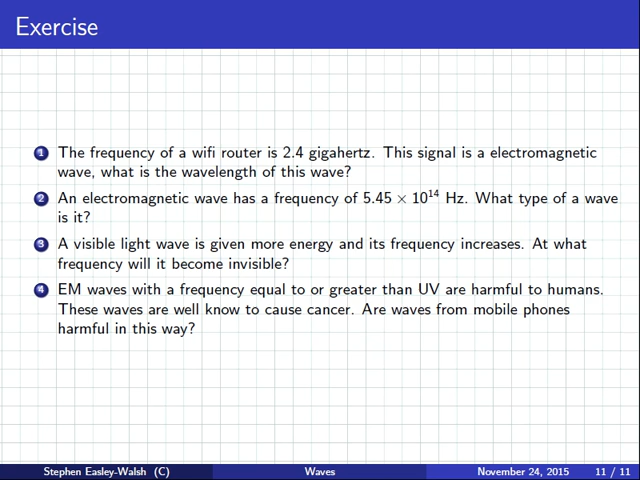 Exercise
1 The frequency of a wifi router is 2.4 gigahertz. This signal is a electromagnetic
wave, what is the wavelength of this wave?
2 An electromagnetic wave has a frequency of 5.45 × 10¹⁴ Hz. What type of a wave
is it?
3 A visible light wave is given more energy and its frequency increases. At what
frequency will it become invisible?
4 EM waves with a frequency equal to or greater than UV are harmful to humans.
These waves are well know to cause cancer. Are waves from mobile phones
harmful in this way?
Stephen Easley-Walsh (C) Waves November 24, 2015 11 / 11